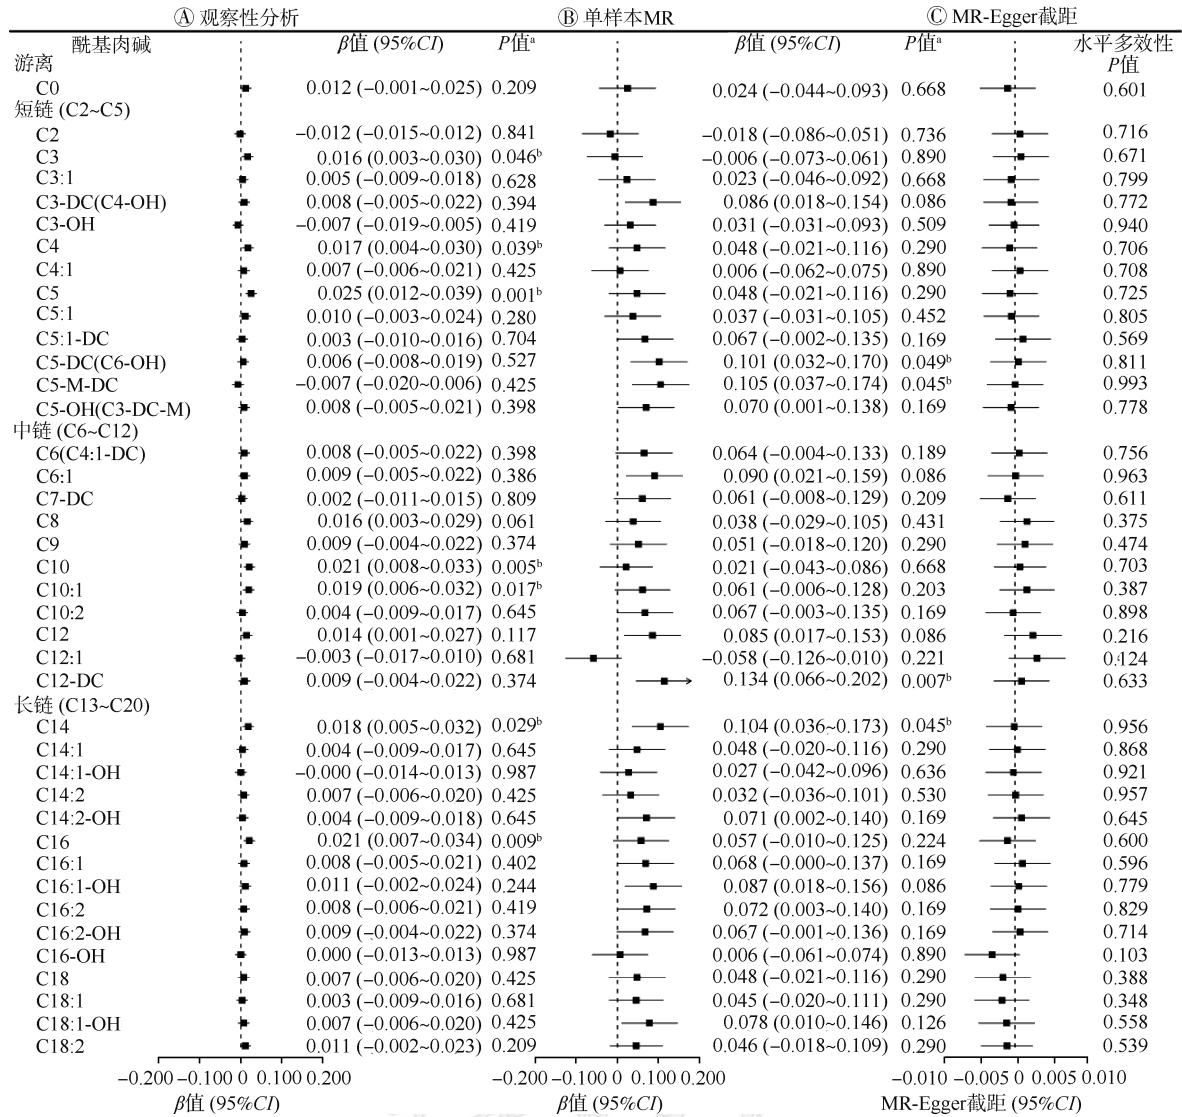 Ⓐ 观察性分析 Ⓑ 单样本MR Ⓒ MR-Egger截距
酰基肉碱 β值 (95%CI) P值ᵃ β值 (95%CI) P值ᵃ 水平多效性
P值
游离
C0 0.012 (−0.001~0.025) 0.209 0.024 (−0.044~0.093) 0.668 0.601
短链 (C2~C5)
C2 −0.012 (−0.015~0.012) 0.841 −0.018 (−0.086~0.051) 0.736 0.716
C3 0.016 (0.003~0.030) 0.046ᵇ −0.006 (−0.073~0.061) 0.890 0.671
C3:1 0.005 (−0.009~0.018) 0.628 0.023 (−0.046~0.092) 0.668 0.799
C3-DC(C4-OH) 0.008 (−0.005~0.022) 0.394 0.086 (0.018~0.154) 0.086 0.772
C3-OH −0.007 (−0.019~0.005) 0.419 0.031 (−0.031~0.093) 0.509 0.940
C4 0.017 (0.004~0.030) 0.039ᵇ 0.048 (−0.021~0.116) 0.290 0.706
C4:1 0.007 (−0.006~0.021) 0.425 0.006 (−0.062~0.075) 0.890 0.708
C5 0.025 (0.012~0.039) 0.001ᵇ 0.048 (−0.021~0.116) 0.290 0.725
C5:1 0.010 (−0.003~0.024) 0.280 0.037 (−0.031~0.105) 0.452 0.805
C5:1-DC 0.003 (−0.010~0.016) 0.704 0.067 (−0.002~0.135) 0.169 0.569
C5-DC(C6-OH) 0.006 (−0.008~0.019) 0.527 0.101 (0.032~0.170) 0.049ᵇ 0.811
C5-M-DC −0.007 (−0.020~0.006) 0.425 0.105 (0.037~0.174) 0.045ᵇ 0.993
C5-OH(C3-DC-M) 0.008 (−0.005~0.021) 0.398 0.070 (0.001~0.138) 0.169 0.778
中链 (C6~C12)
C6(C4:1-DC) 0.008 (−0.005~0.022) 0.398 0.064 (−0.004~0.133) 0.189 0.756
C6:1 0.009 (−0.005~0.022) 0.386 0.090 (0.021~0.159) 0.086 0.963
C7-DC 0.002 (−0.011~0.015) 0.809 0.061 (−0.008~0.129) 0.209 0.611
C8 0.016 (0.003~0.029) 0.061 0.038 (−0.029~0.105) 0.431 0.375
C9 0.009 (−0.004~0.022) 0.374 0.051 (−0.018~0.120) 0.290 0.474
C10 0.021 (0.008~0.033) 0.005ᵇ 0.021 (−0.043~0.086) 0.668 0.703
C10:1 0.019 (0.006~0.032) 0.017ᵇ 0.061 (−0.006~0.128) 0.203 0.387
C10:2 0.004 (−0.009~0.017) 0.645 0.067 (−0.003~0.135) 0.169 0.898
C12 0.014 (0.001~0.027) 0.117 0.085 (0.017~0.153) 0.086 0.216
C12:1 −0.003 (−0.017~0.010) 0.681 −0.058 (−0.126~0.010) 0.221 0.424
C12-DC 0.009 (−0.004~0.022) 0.374 0.134 (0.066~0.202) 0.007ᵇ 0.633
长链 (C13~C20)
C14 0.018 (0.005~0.032) 0.029ᵇ 0.104 (0.036~0.173) 0.045ᵇ 0.956
C14:1 0.004 (−0.009~0.017) 0.645 0.048 (−0.020~0.116) 0.290 0.868
C14:1-OH −0.000 (−0.014~0.013) 0.987 0.027 (−0.042~0.096) 0.636 0.921
C14:2 0.007 (−0.006~0.020) 0.425 0.032 (−0.036~0.101) 0.530 0.957
C14:2-OH 0.004 (−0.009~0.018) 0.645 0.071 (0.002~0.140) 0.169 0.645
C16 0.021 (0.007~0.034) 0.009ᵇ 0.057 (−0.010~0.125) 0.224 0.600
C16:1 0.008 (−0.005~0.021) 0.402 0.068 (−0.000~0.137) 0.169 0.596
C16:1-OH 0.011 (−0.002~0.024) 0.244 0.087 (0.018~0.156) 0.086 0.779
C16:2 0.008 (−0.006~0.021) 0.419 0.072 (0.003~0.140) 0.169 0.829
C16:2-OH 0.009 (−0.004~0.022) 0.374 0.067 (−0.001~0.136) 0.169 0.714
C16-OH 0.000 (−0.013~0.013) 0.987 0.006 (−0.061~0.074) 0.890 0.103
C18 0.007 (−0.006~0.020) 0.425 0.048 (−0.021~0.116) 0.290 0.388
C18:1 0.003 (−0.009~0.016) 0.681 0.045 (−0.020~0.111) 0.290 0.348
C18:1-OH 0.007 (−0.006~0.020) 0.425 0.078 (0.010~0.146) 0.126 0.558
C18:2 0.011 (−0.002~0.023) 0.209 0.046 (−0.018~0.109) 0.290 0.539
−0.200 −0.100 0 0.100 0.200 −0.200 −0.100 0 0.100 0.200 −0.010 −0.005 0 0.005 0.010
β值 (95%CI) β值 (95%CI) MR-Egger截距 (95%CI)